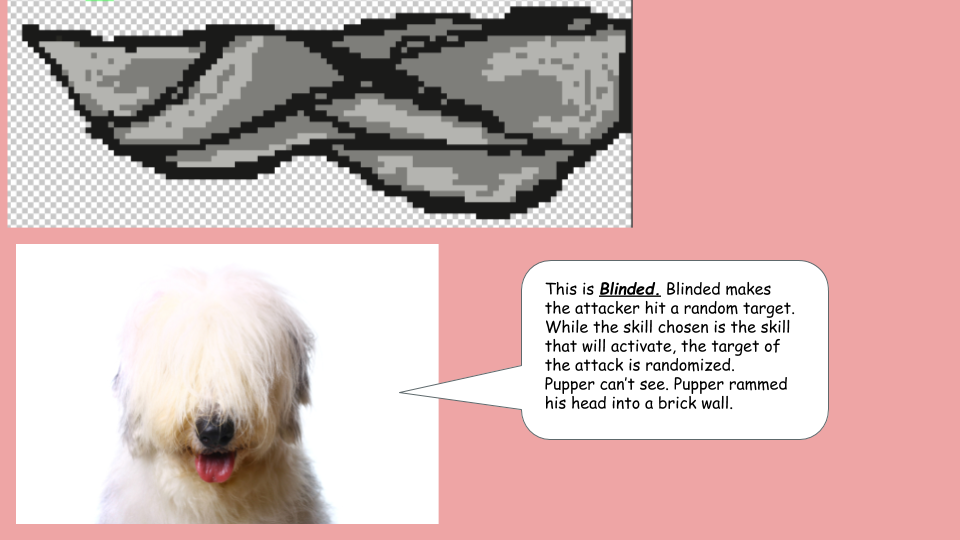 This is Blinded. Blinded makes
the attacker hit a random target.
While the skill chosen is the skill
that will activate, the target of
the attack is randomized.
Pupper can't see. Pupper rammed
his head into a brick wall.